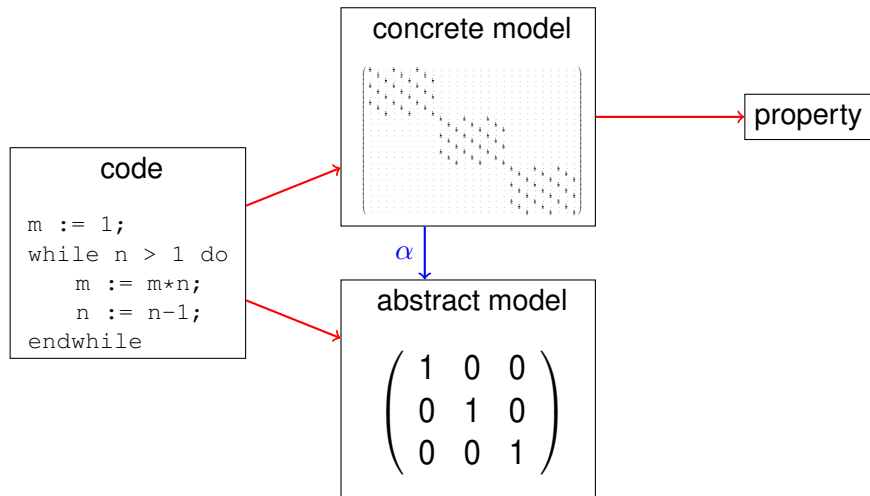 concrete model
property
code
m := 1;
while n > 1 do
m := m*n;
n := n-1;
endwhile
α
abstract model
1 0 0
0 1 0
0 0 1